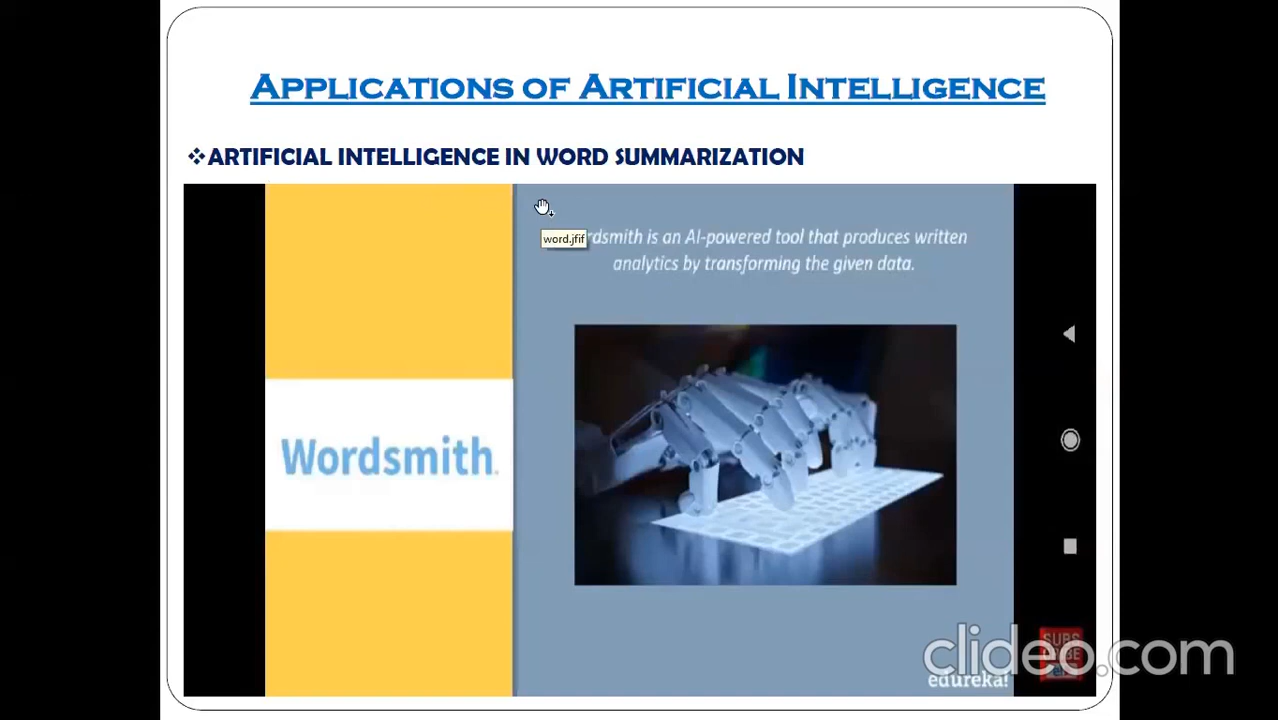 APPLICATIONS OF ARTIFICIAL INTELLIGENCE
❖ARTIFICIAL INTELLIGENCE IN WORD SUMMARIZATION
word.jfif
rdsmith is an AI-powered tool that produces written
analytics by transforming the given data.
Wordsmith.
clideo.com
edureka!